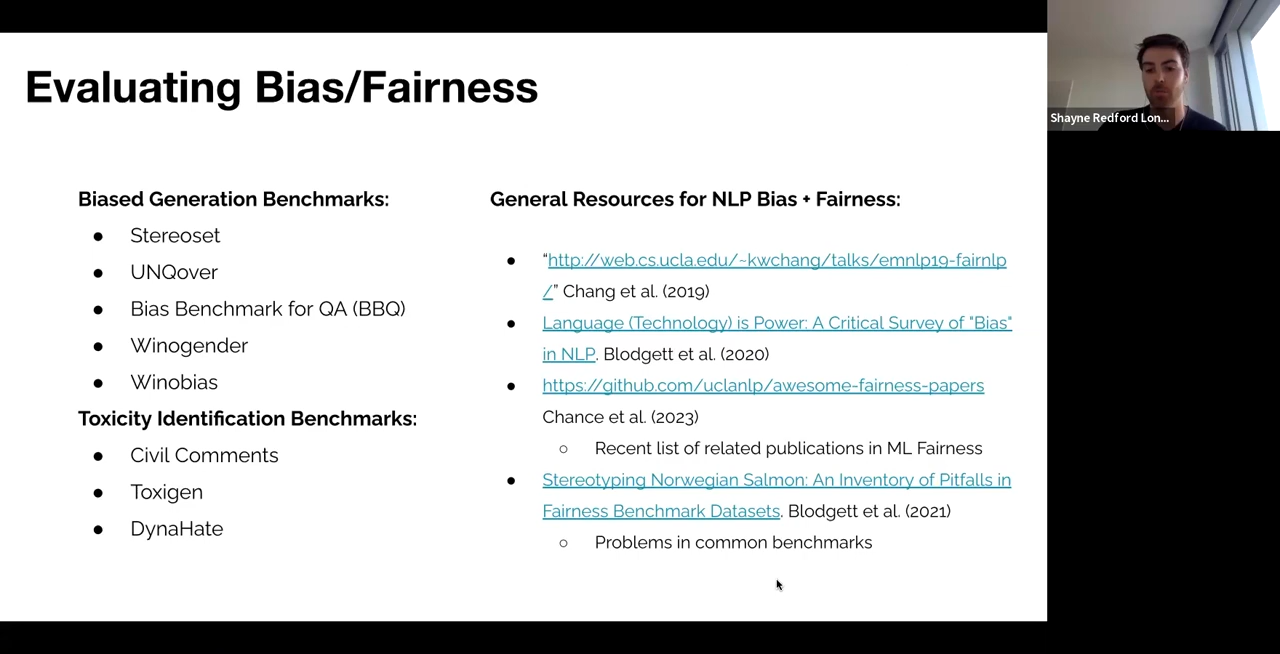 Evaluating Bias/Fairness
Biased Generation Benchmarks:
● Stereoset
● UNQover
● Bias Benchmark for QA (BBQ)
● Winogender
● Winobias
Toxicity Identification Benchmarks:
● Civil Comments
● Toxigen
● DynaHate
General Resources for NLP Bias + Fairness:
● “http://web.cs.ucla.edu/~kwchang/talks/emnlp19-fairnlp
/” Chang et al. (2019)
● Language (Technology) is Power: A Critical Survey of "Bias"
in NLP. Blodgett et al. (2020)
● https://github.com/uclanlp/awesome-fairness-papers
Chance et al. (2023)
○ Recent list of related publications in ML Fairness
● Stereotyping Norwegian Salmon: An Inventory of Pitfalls in
Fairness Benchmark Datasets. Blodgett et al. (2021)
○ Problems in common benchmarks
Shayne Redford Lon...